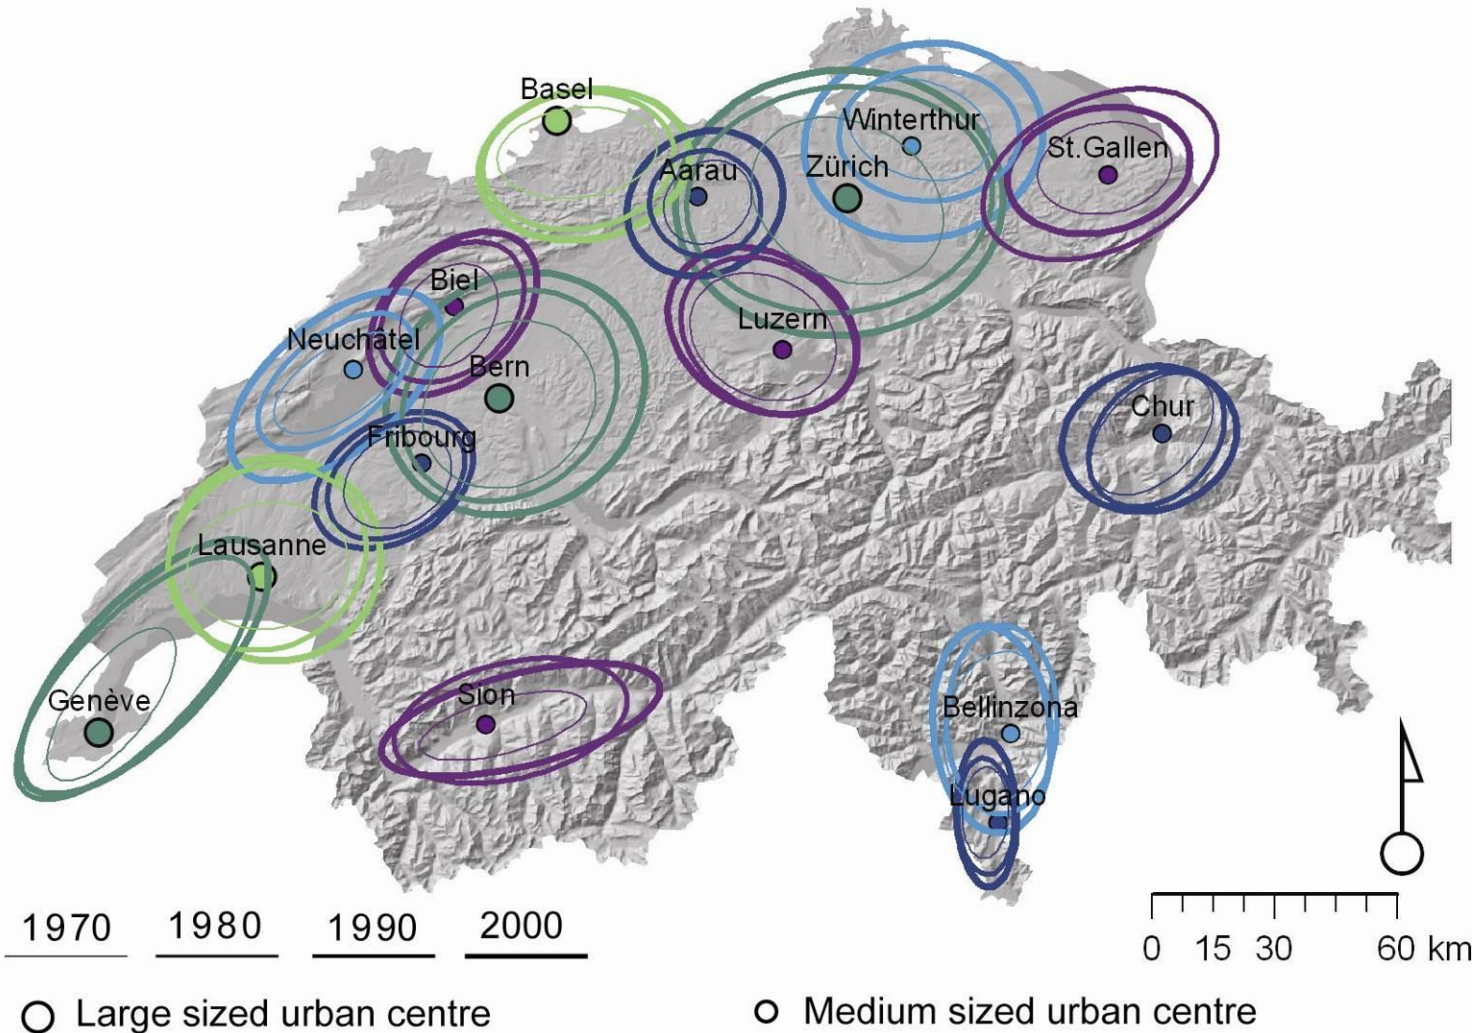 Basel
Winterthur
St.Gallen
Aarau
Zürich
Biel
Luzern
Neuchâtel
Bern
Chur
Fribourg
Lausanne
Sion
Genève
Bellinzona
Lugano
1970 1980 1990 2000
0 15 30 60 km
Large sized urban centre
Medium sized urban centre